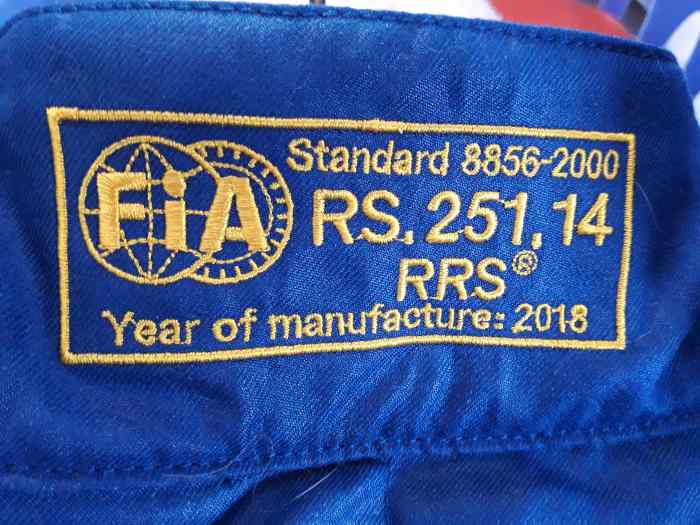 FiA
Standard 8856-2000
RS.251.14
RRS®
Year of manufacture: 2018